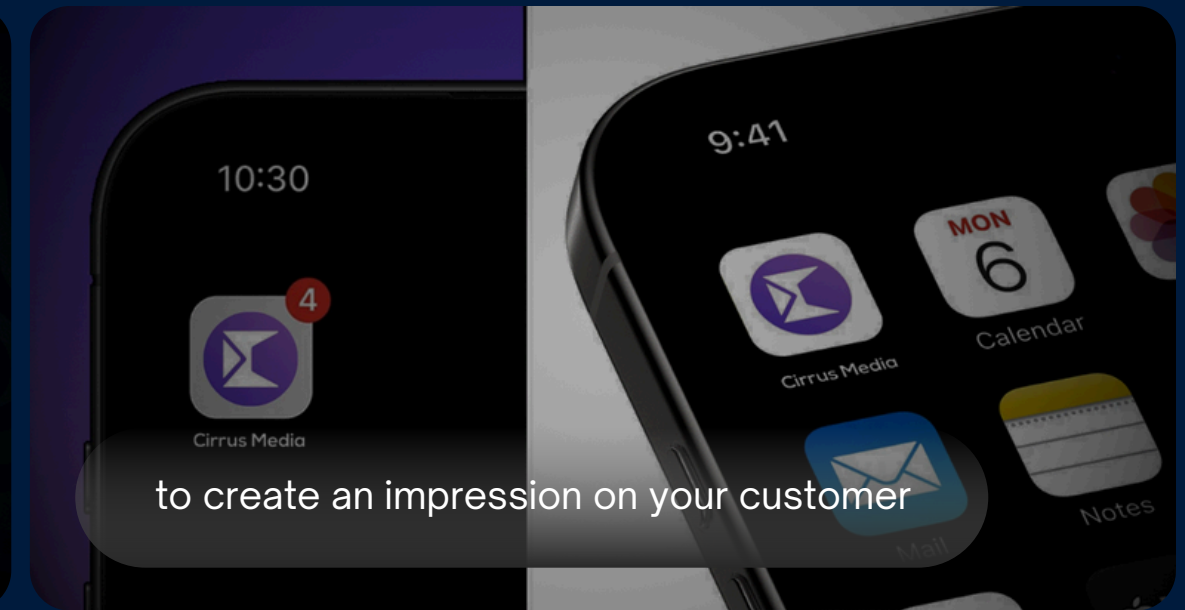 10:30
4
Cirrus Media
9:41
MON
6
Calendar
Cirrus Media
Mail
Notes
to create an impression on your customer